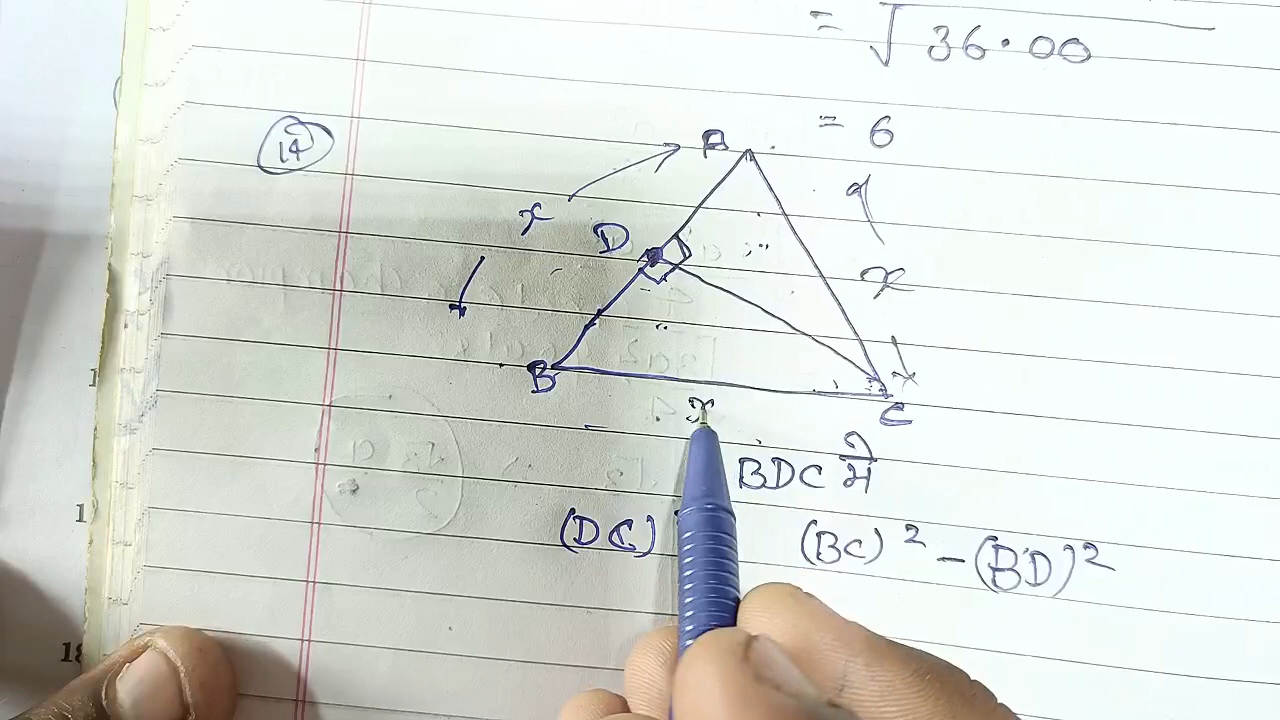 = √36.00
= 6
14
A
x
D
x
B
C
x
BDC में
(DC) (BC)² - (BD)²